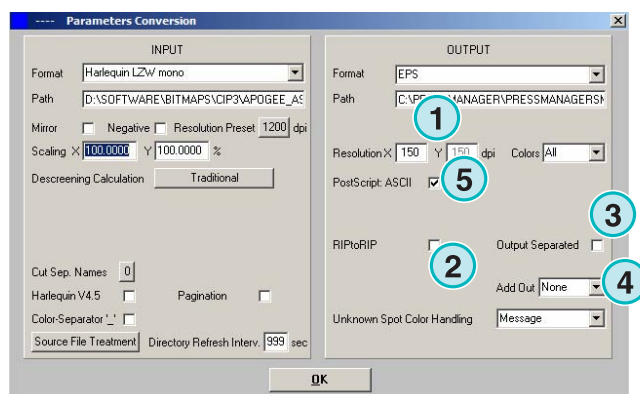 ---- Parameters Conversion
INPUT
Format Harlequin LZW mono
Path D:\SOFTWARE\BITMAPS\CIP3\APOGEE_AS
Mirror Negative Resolution Preset 1200 dpi
Scaling X 100.0000 Y 100.0000 %
Descreening Calculation Traditional
Cut Sep. Names 0
Harlequin V4.5 Pagination
Color-Separator '_'
Source File Treatment Directory Refresh Interv. 999 sec
OUTPUT
Format EPS
Path MANAGER\PRESSMANAGERSM
1
Resolution X 150 Y 150 dpi Colors All
PostScript: ASCII 5
3
RIPtoRIP Output Separated
2
4
Add Out None
Unknown Spot Color Handling Message
OK